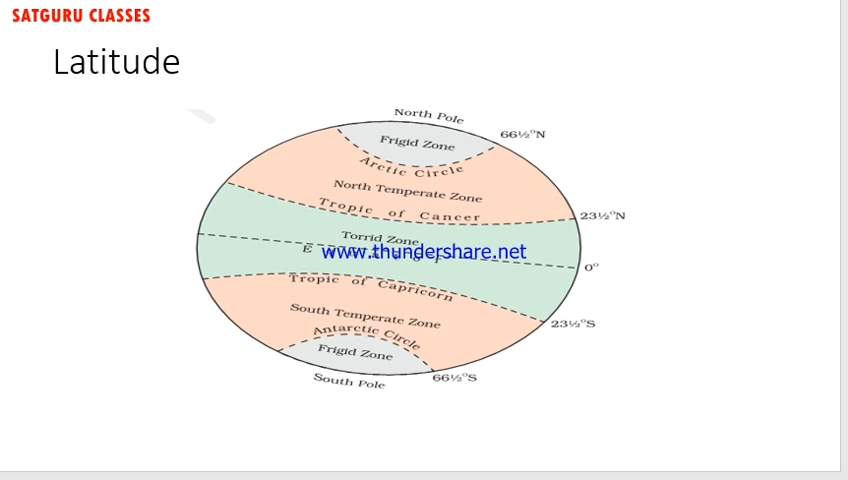 SATGURU CLASSES
Latitude
North Pole
66½°N
Frigid Zone
Arctic Circle
North Temperate Zone
Tropic of Cancer
23½°N
Torrid Zone
www.thundershare.net
0°
Tropic of Capricorn
South Temperate Zone
23½°S
Antarctic Circle
Frigid Zone
South Pole
66½°S